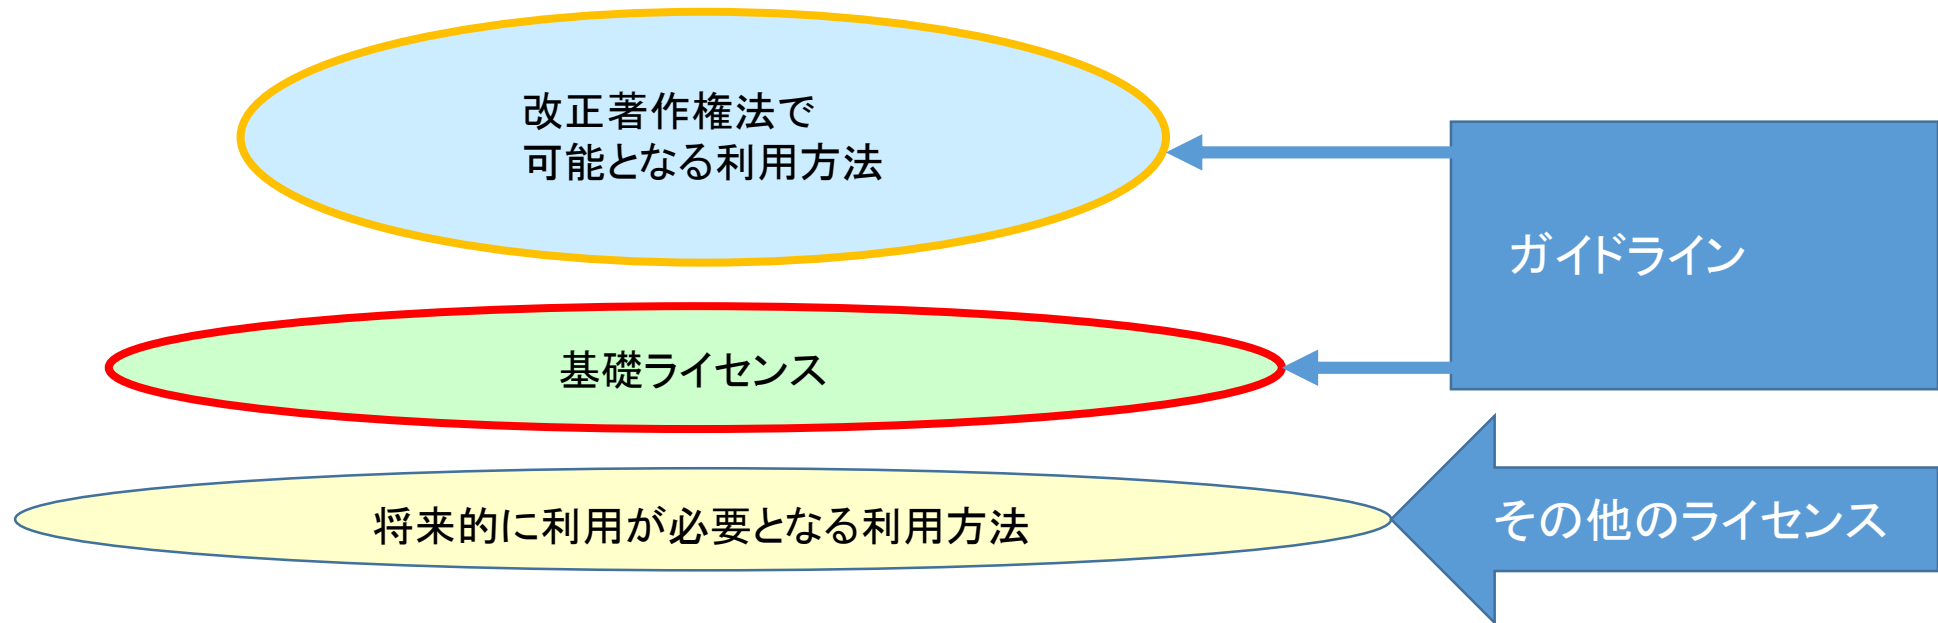 改正著作権法で
可能となる利用方法
ガイドライン
基礎ライセンス
将来的に利用が必要となる利用方法
その他のライセンス